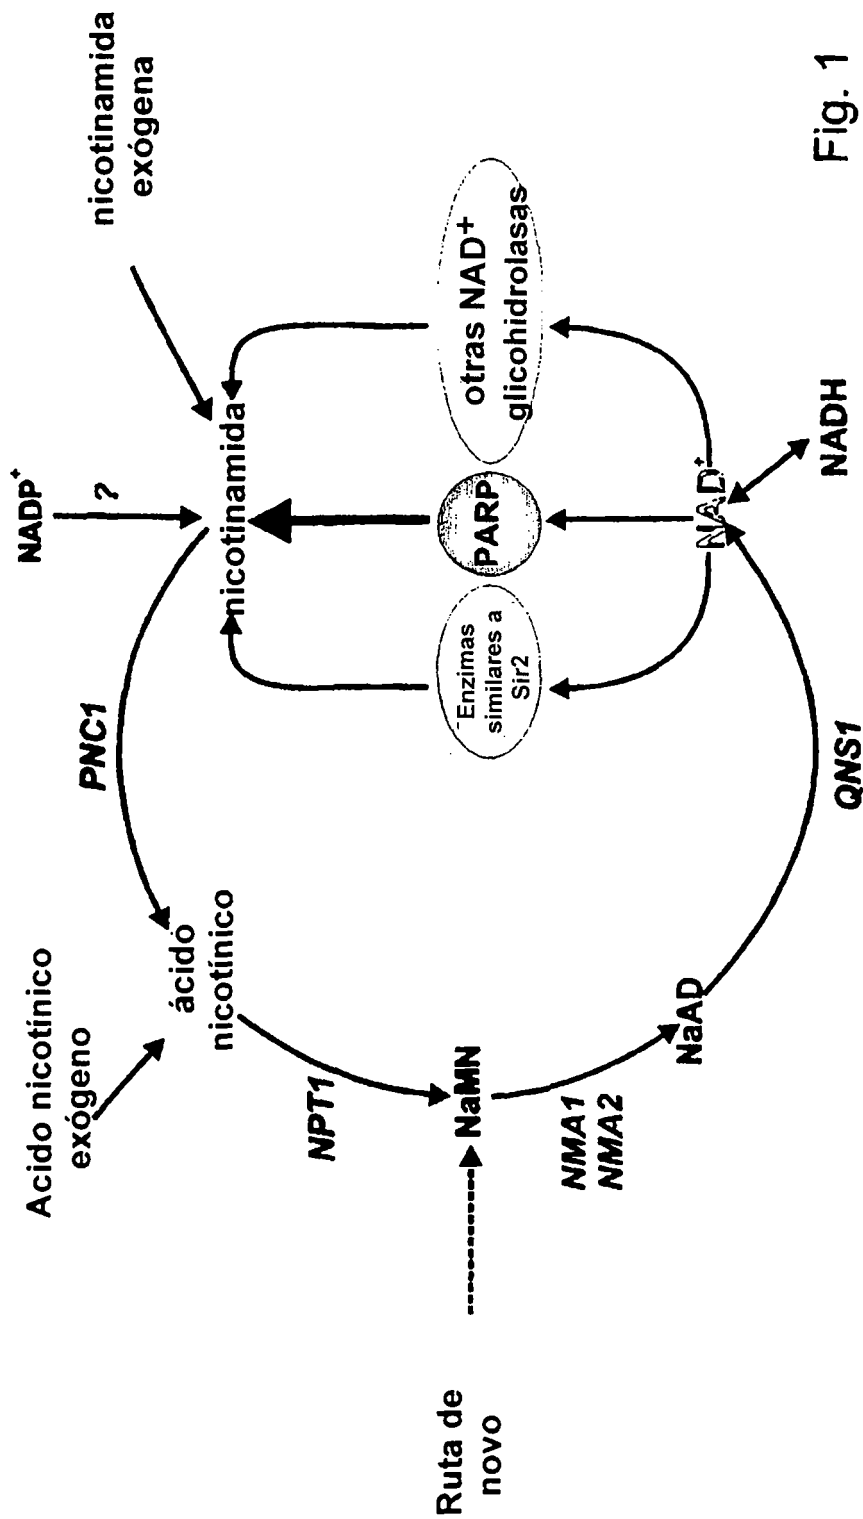 Acido nicotínico
exógeno
NADP+
?
nicotinamida
exógena
PNC1
ácido
nicotínico
nicotinamida
NPT1
Ruta de
novo
NaMN
Enzimas
similares a
Sir2
PARP
otras NAD+
glicohidrolasas
NMA1
NMA2
NaAD
NAD+
QNS1
NADH
Fig. 1